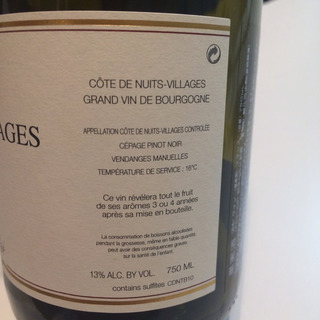 AGES
CÔTE DE NUITS-VILLAGES
GRAND VIN DE BOURGOGNE
APPELLATION CÔTE DE NUITS-VILLAGES CONTROLÉE
CÉPAGE PINOT NOIR
VENDANGES MANUELLES
TEMPÉRATURE DE SERVICE : 16°C
Ce vin révélera tout le fruit
de ses arômes 3 ou 4 années
après sa mise en bouteille.
La consommation de boissons alcoolisées
pendant la grossesse, même en faible quantité,
peut avoir des conséquences graves
sur la santé de l'enfant.
13% ALC. BY VOL. 750 ML.
contains sulfites CDNTB10